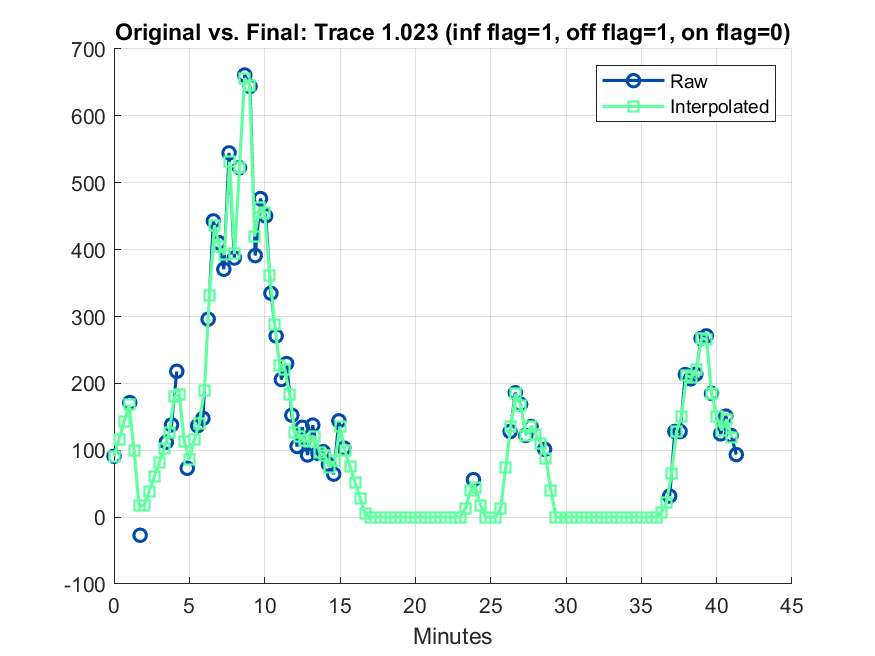 Original vs. Final: Trace 1.023 (inf flag=1, off flag=1, on flag=0)
700
600
500
400
300
200
100
0
-100
Raw
Interpolated
0 5 10 15 20 25 30 35 40 45
Minutes